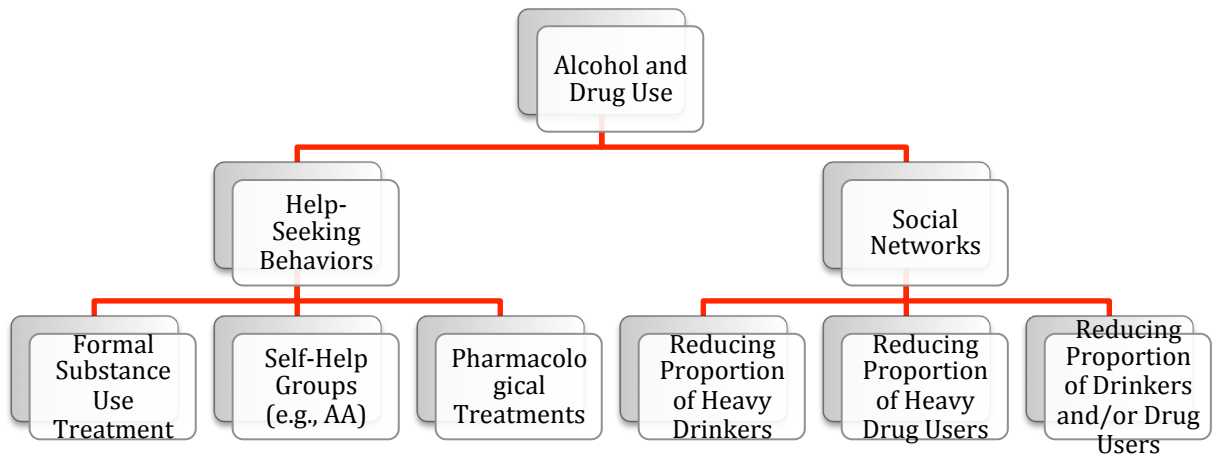 Alcohol and
Drug Use
Help-
Seeking
Behaviors
Social
Networks
Formal
Substance
Use
Treatment
Self-Help
Groups
(e.g., AA)
Pharmacolo
gical
Treatments
Reducing
Proportion
of Heavy
Drinkers
Reducing
Proportion
of Heavy
Drug Users
Reducing
Proportion
of Drinkers
and/or Drug
Users